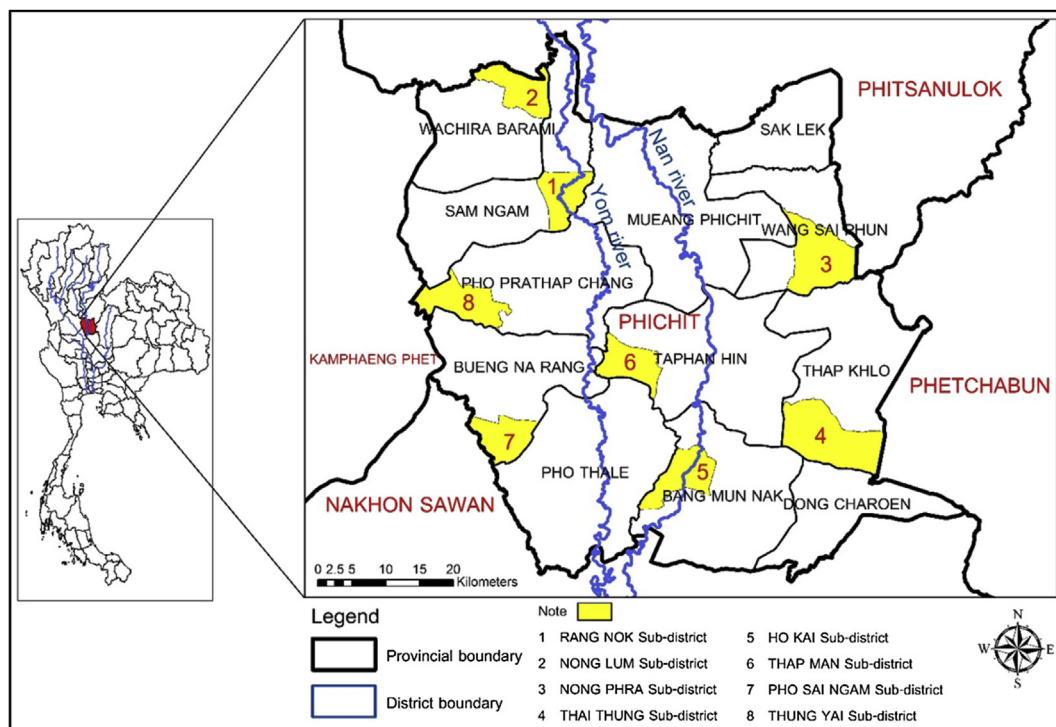 PHITSANULOK
2
WACHIRA BARAMI
SAK LEK
Nan river
1
SAM NGAM
Yom river
MUEANG PHICHIT
WANG SAI PHUN
3
PHO PRATHAP CHANG
8
PHICHIT
KAMPHAENG PHET
BUENG NA RANG
6
TAPHAN HIN
THAP KHLO
PHETCHABUN
4
7
PHO THALE
5
NAKHON SAWAN
BANG MUN NAK
DONG CHAROEN
0 2.5 5 10 15 20
Kilometers
Legend
Provincial boundary
District boundary
Note
1 RANG NOK Sub-district
2 NONG LUM Sub-district
3 NONG PHRA Sub-district
4 THAI THUNG Sub-district
5 HO KAI Sub-district
6 THAP MAN Sub-district
7 PHO SAI NGAM Sub-district
8 THUNG YAI Sub-district
N
W E
S